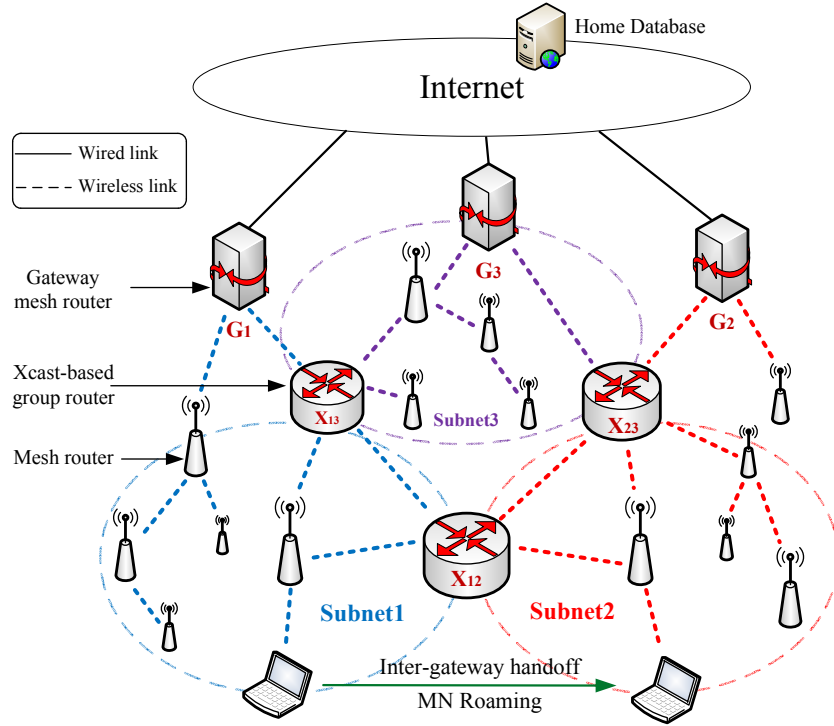 Home Database
Internet
Wired link
Wireless link
Gateway
mesh router
G3
G1
G2
Xcast-based
group router
X13
Subnet3
X23
Mesh router
X12
Subnet1
Subnet2
Inter-gateway handoff
MN Roaming